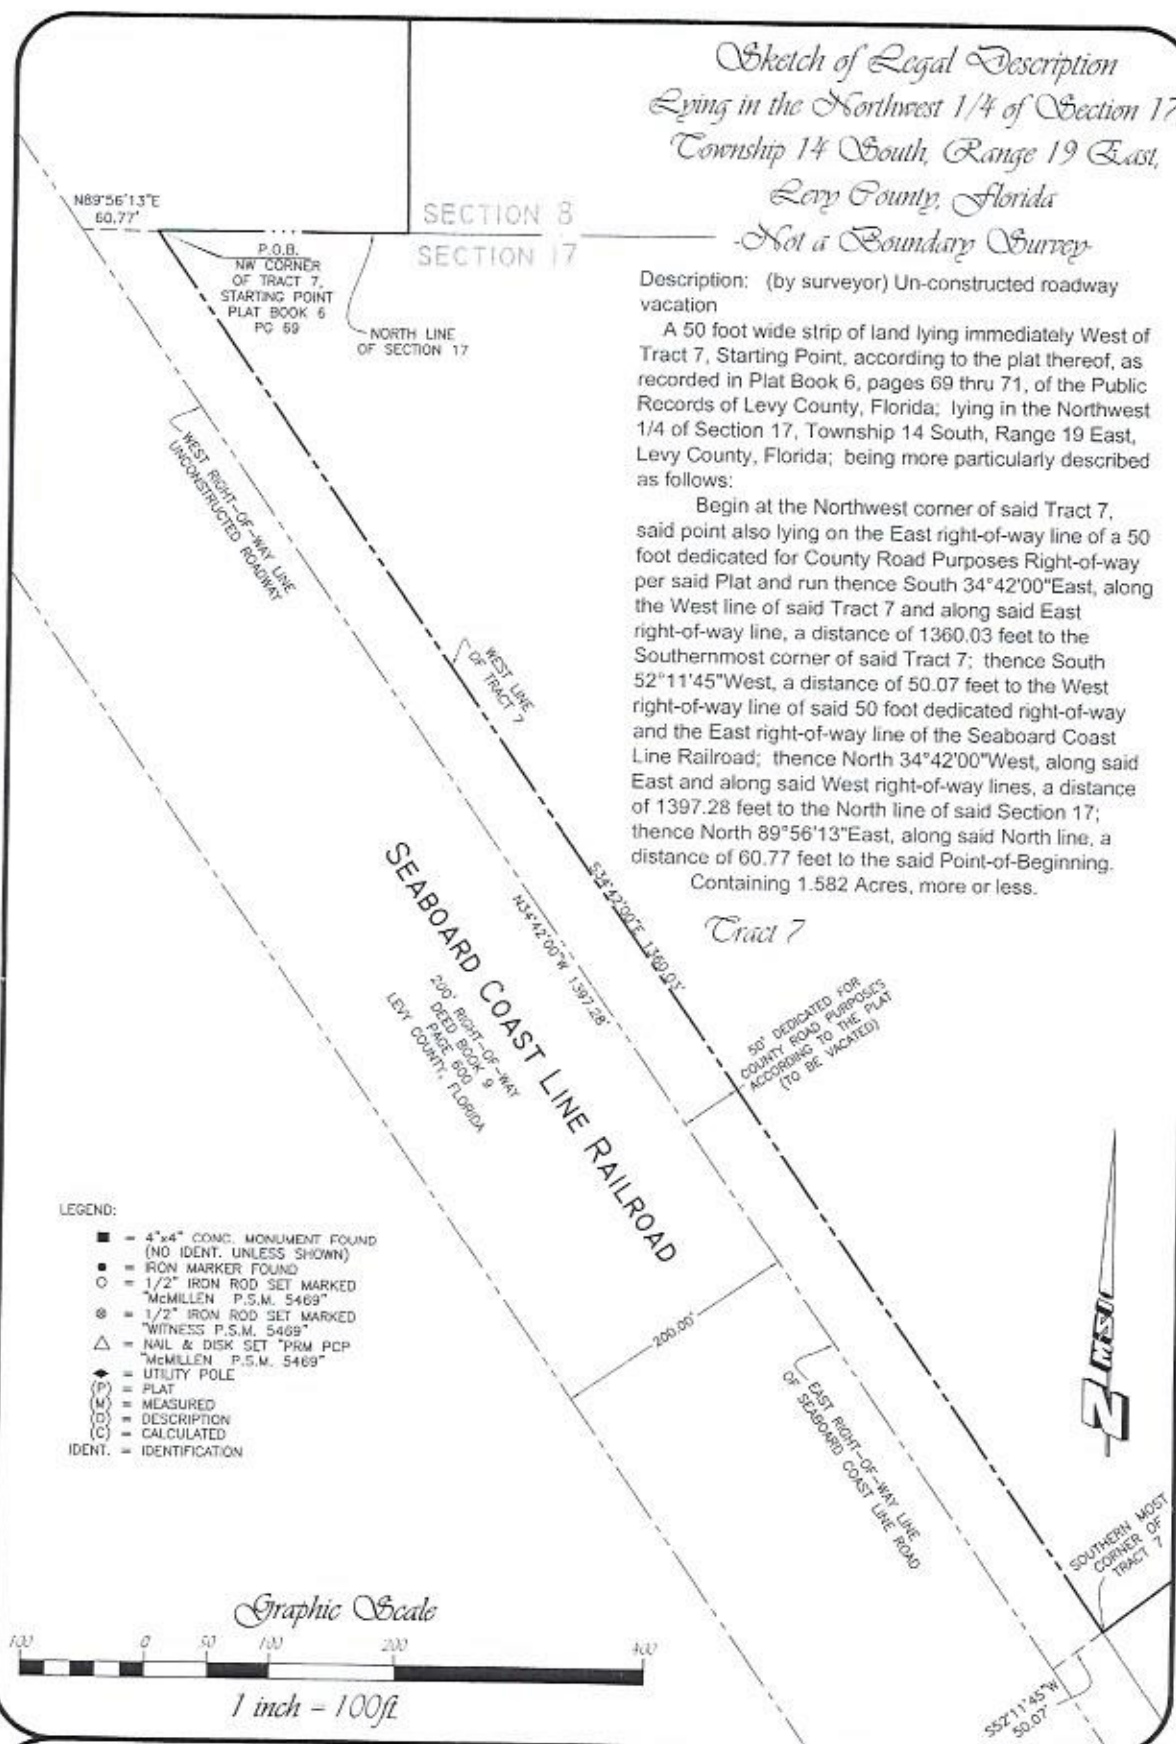 Sketch of Legal Description
Lying in the Northwest 1/4 of Section 17
Township 14 South, Range 19 East,
Levy County, Florida
-Not a Boundary Survey-
N89°56'13"E
60.77'
SECTION 8
SECTION 17
P.O.B.
NW CORNER
OF TRACT 7,
STARTING POINT
PLAT BOOK 6
PG 69
NORTH LINE
OF SECTION 17
Description: (by surveyor) Un-constructed roadway
vacation
A 50 foot wide strip of land lying immediately West of
Tract 7, Starting Point, according to the plat thereof, as
recorded in Plat Book 6, pages 69 thru 71, of the Public
Records of Levy County, Florida; lying in the Northwest
1/4 of Section 17, Township 14 South, Range 19 East,
Levy County, Florida; being more particularly described
as follows:
Begin at the Northwest corner of said Tract 7,
said point also lying on the East right-of-way line of a 50
foot dedicated for County Road Purposes Right-of-way
per said Plat and run thence South 34°42'00"East, along
the West line of said Tract 7 and along said East
right-of-way line, a distance of 1360.03 feet to the
Southernmost corner of said Tract 7; thence South
52°11'45"West, a distance of 50.07 feet to the West
right-of-way line of said 50 foot dedicated right-of-way
and the East right-of-way line of the Seaboard Coast
Line Railroad; thence North 34°42'00"West, along said
East and along said West right-of-way lines, a distance
of 1397.28 feet to the North line of said Section 17;
thence North 89°56'13"East, along said North line, a
distance of 60.77 feet to the said Point-of-Beginning.
Containing 1.582 Acres, more or less.
Tract 7
WEST RIGHT-OF-WAY LINE
UNCONSTRUCTED ROADWAY
WEST LINE
OF TRACT 7
S34°42'00"E 1360.03'
N34°42'00"W 1397.28'
SEABOARD COAST LINE RAILROAD
200' RIGHT-OF-WAY
DEED BOOK 9
PAGE 600
LEVY COUNTY, FLORIDA
50' DEDICATED FOR
COUNTY ROAD PURPOSES
ACCORDING TO THE PLAT
(TO BE VACATED)
200.00'
EAST RIGHT-OF-WAY LINE
OF SEABOARD COAST LINE ROAD
MSI
N
SOUTHERN MOST
CORNER OF
TRACT 7
S52°11'45"W
50.07'
LEGEND:
■ = 4"x4" CONC. MONUMENT FOUND
(NO IDENT. UNLESS SHOWN)
● = IRON MARKER FOUND
○ = 1/2" IRON ROD SET MARKED
"McMILLEN P.S.M. 5469"
⊗ = 1/2" IRON ROD SET MARKED
"WITNESS P.S.M. 5469"
△ = NAIL & DISK SET "PRM PCP
"McMILLEN P.S.M. 5469"
= UTILITY POLE
(P) = PLAT
(M) = MEASURED
(D) = DESCRIPTION
(C) = CALCULATED
IDENT. = IDENTIFICATION
Graphic Scale
100 0 50 100 200 400
1 inch = 100ft.